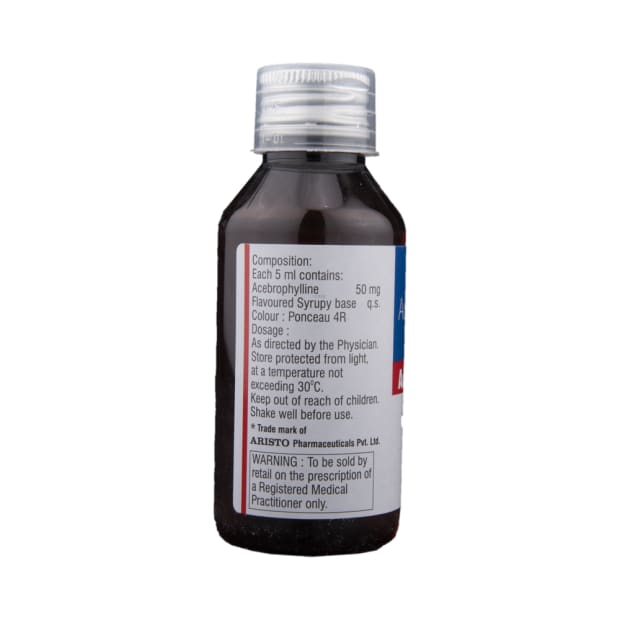 Composition:
Each 5 ml contains:
Acebrophylline 50 mg
Flavoured Syrupy base q.s.
Colour : Ponceau 4R
Dosage :
As directed by the Physician.
Store protected from light,
at a temperature not
exceeding 30⁰C.
Keep out of reach of children.
Shake well before use.
* Trade mark of
ARISTO Pharmaceuticals Pvt. Ltd.
WARNING : To be sold by
retail on the prescription of
a Registered Medical
Practitioner only.